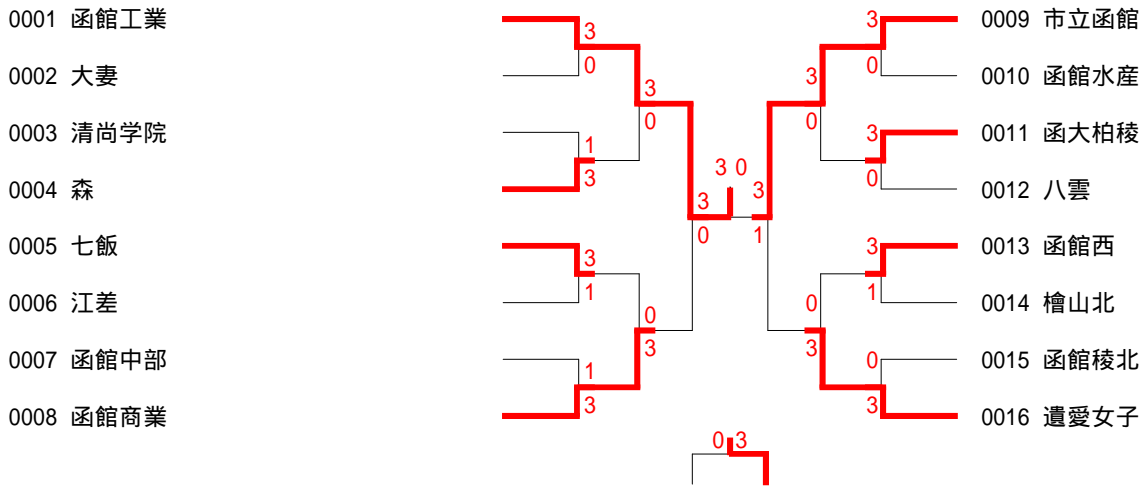 0001 函館工業
0002 大妻
0003 清尚学院
0004 森
0005 七飯
0006 江差
0007 函館中部
0008 函館商業
3
0
1
3
3
1
1
3
3
0
0
3
3
0
3 0
3
1
3
0
0
3
3
0
3
0
3
1
0
3
0009 市立函館
0010 函館水産
0011 函大柏稜
0012 八雲
0013 函館西
0014 檜山北
0015 函館稜北
0016 遺愛女子
0 3